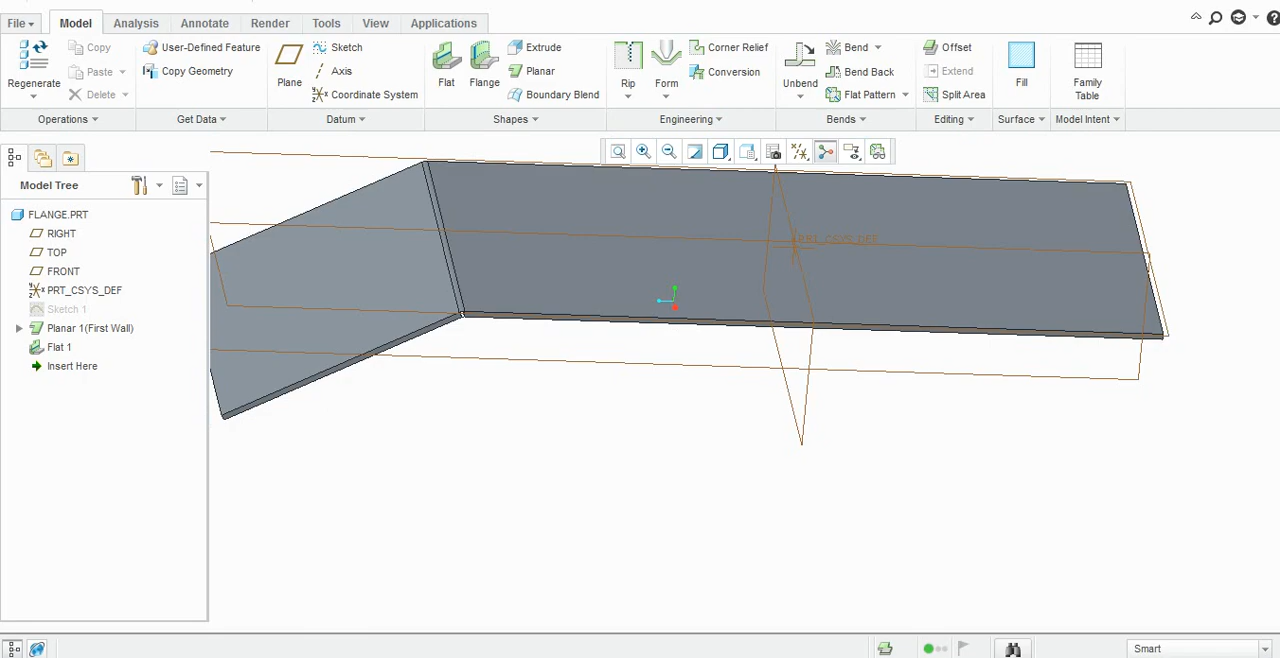 File Model Analysis Annotate Render Tools View Applications
Regenerate
Copy
Paste
Delete
User-Defined Feature
Copy Geometry
Plane
Sketch
Axis
Coordinate System
Flat
Flange
Extrude
Planar
Boundary Blend
Rip
Form
Corner Relief
Conversion
Unbend
Bend
Bend Back
Flat Pattern
Offset
Extend
Split Area
Fill
Family
Table
Operations Get Data Datum Shapes Engineering Bends Editing Surface Model Intent
Model Tree
FLANGE.PRT
RIGHT
TOP
FRONT
PRT_CSYS_DEF
Sketch 1
Planar 1(First Wall)
Flat 1
Insert Here
PRT_CSYS_DEF
Smart